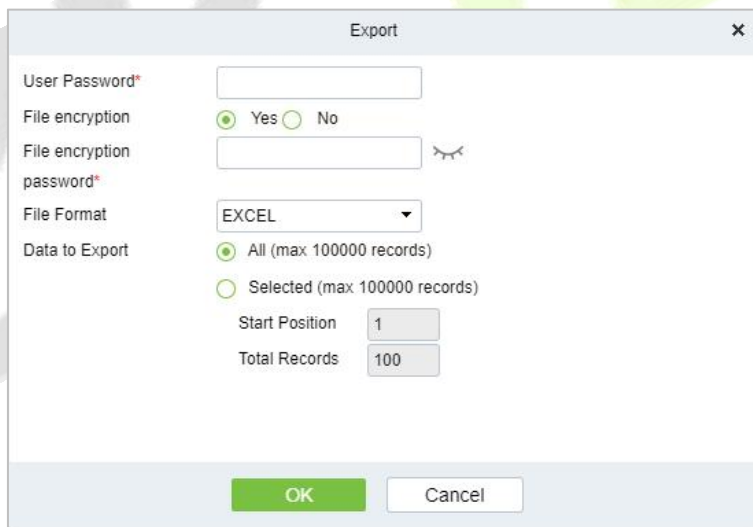 Export
User Password*
File encryption Yes No
File encryption
password*
File Format EXCEL
Data to Export All (max 100000 records)
Selected (max 100000 records)
Start Position 1
Total Records 100
OK Cancel